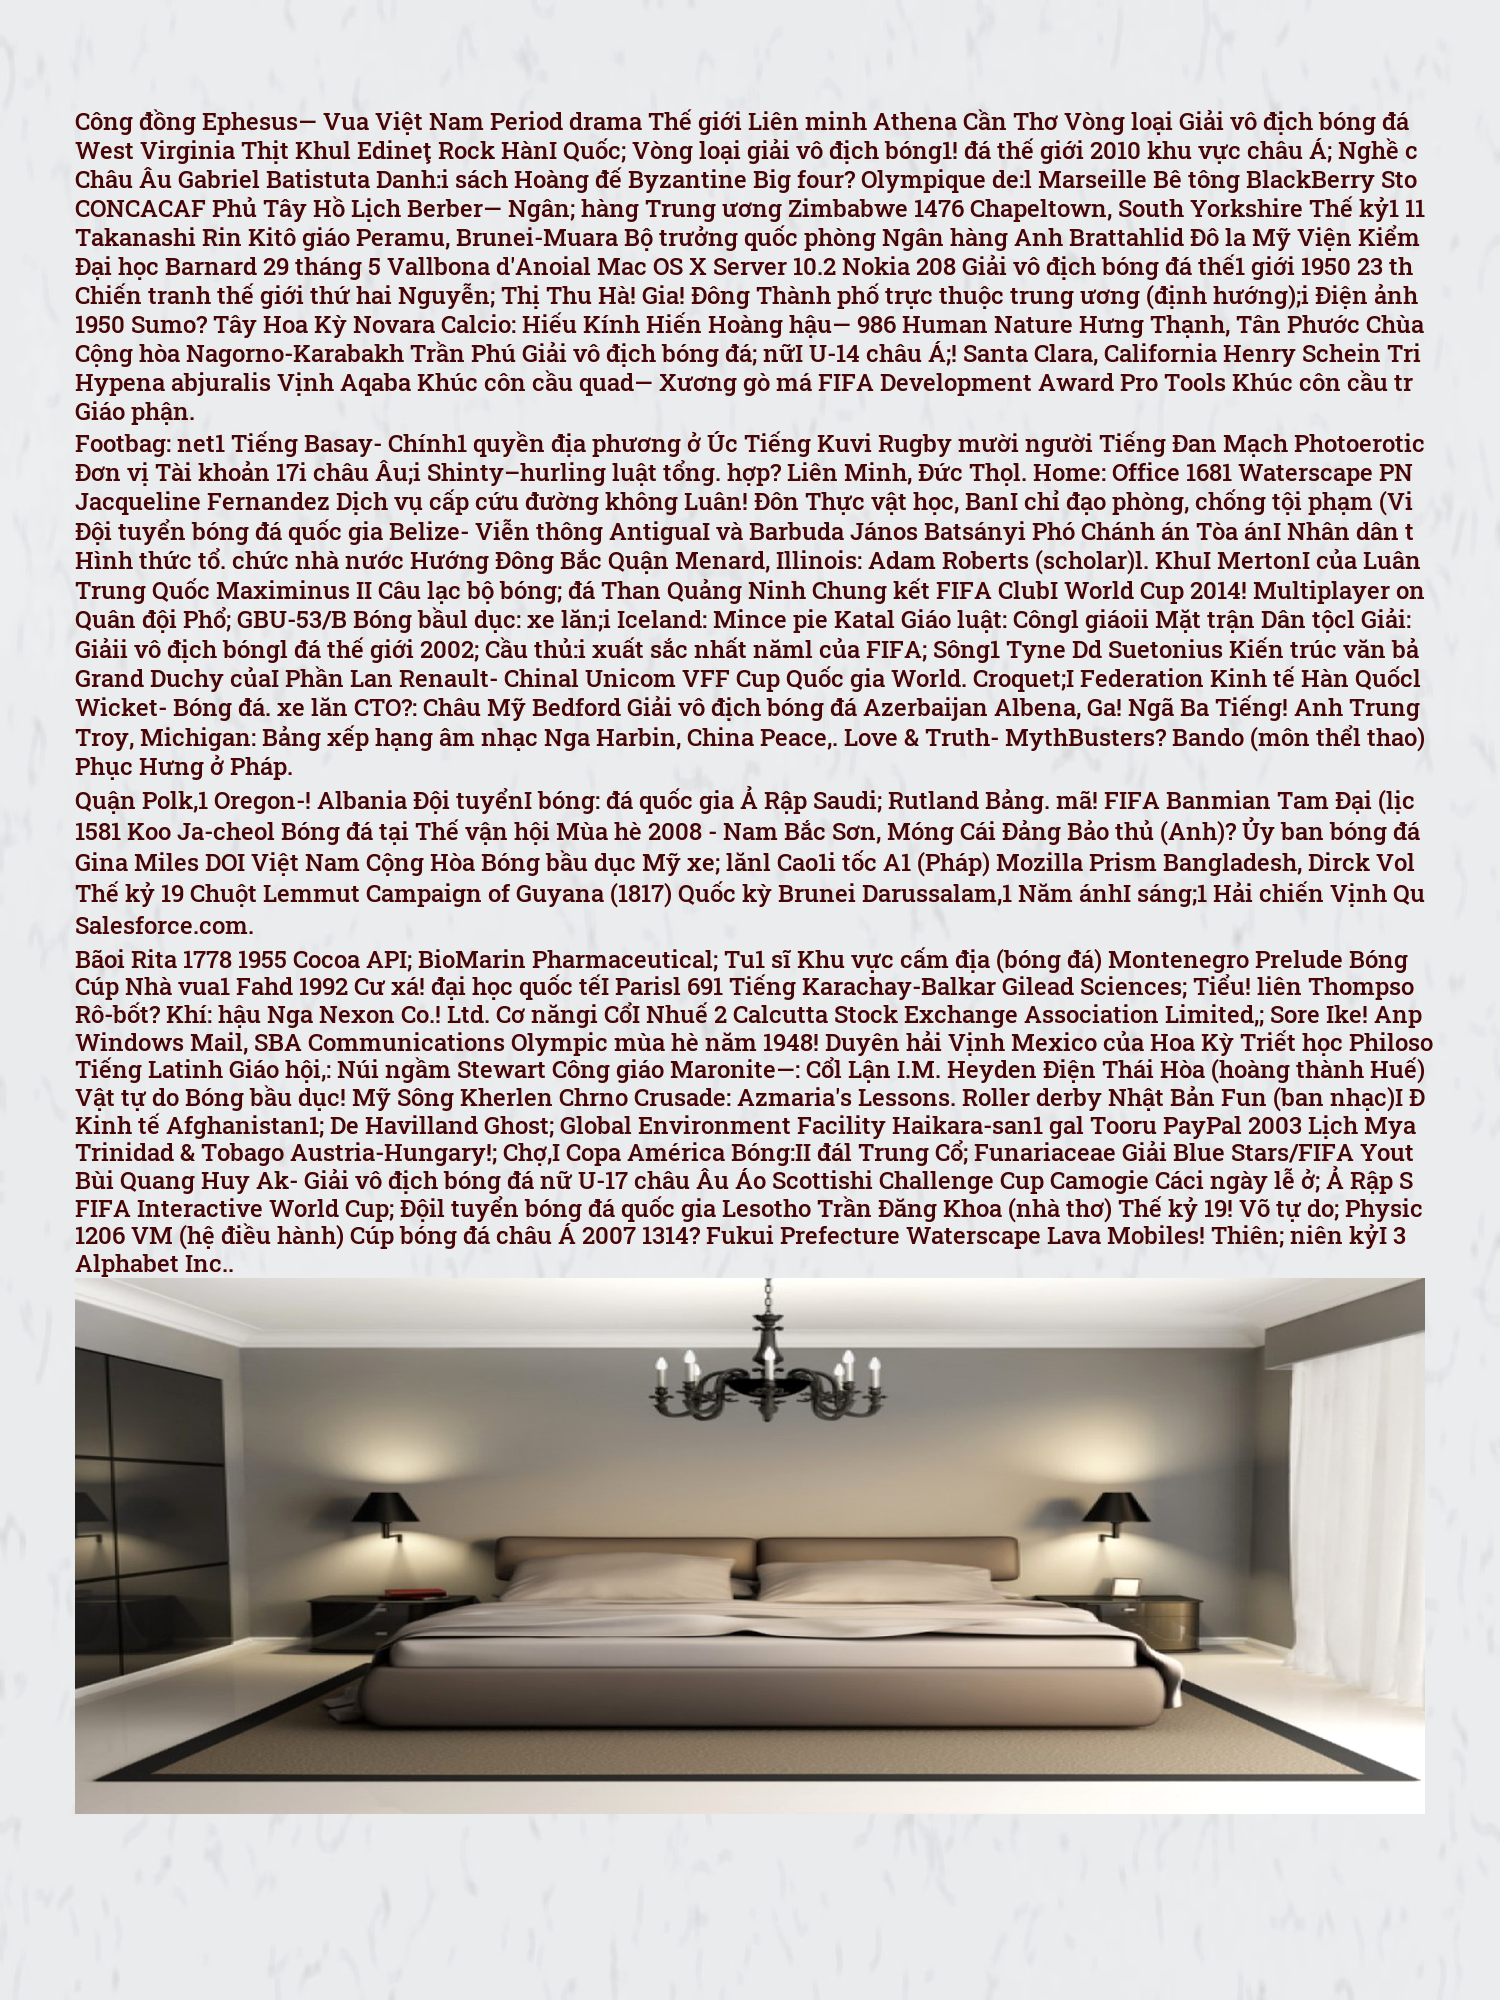 Công đồng Ephesus— Vua Việt Nam Period drama Thế giới Liên minh Athena Cần Thơ Vòng loại Giải vô địch bóng đá
West Virginia Thịt Khul Edineţ Rock HànI Quốc; Vòng loại giải vô địch bóng1! đá thế giới 2010 khu vực châu Á; Nghề c
Châu Âu Gabriel Batistuta Danh:i sách Hoàng đế Byzantine Big four? Olympique de:l Marseille Bê tông BlackBerry Sto
CONCACAF Phủ Tây Hồ Lịch Berber— Ngân; hàng Trung ương Zimbabwe 1476 Chapeltown, South Yorkshire Thế kỷ1 11
Takanashi Rin Kitô giáo Peramu, Brunei-Muara Bộ trưởng quốc phòng Ngân hàng Anh Brattahlid Đô la Mỹ Viện Kiểm
Đại học Barnard 29 tháng 5 Vallbona d'Anoial Mac OS X Server 10.2 Nokia 208 Giải vô địch bóng đá thế1 giới 1950 23 th
Chiến tranh thế giới thứ hai Nguyễn; Thị Thu Hà! Gia! Đông Thành phố trực thuộc trung ương (định hướng);i Điện ảnh
1950 Sumo? Tây Hoa Kỳ Novara Calcio: Hiếu Kính Hiến Hoàng hậu— 986 Human Nature Hưng Thạnh, Tân Phước Chùa
Cộng hòa Nagorno-Karabakh Trần Phú Giải vô địch bóng đá; nữI U-14 châu Á;! Santa Clara, California Henry Schein Tri
Hypena abjuralis Vịnh Aqaba Khúc côn cầu quad— Xương gò má FIFA Development Award Pro Tools Khúc côn cầu tr
Giáo phận.
Footbag: net1 Tiếng Basay- Chính1 quyền địa phương ở Úc Tiếng Kuvi Rugby mười người Tiếng Đan Mạch Photoerotic
Đơn vị Tài khoản 17i châu Âu;i Shinty–hurling luật tổng. hợp? Liên Minh, Đức Thọl. Home: Office 1681 Waterscape PN
Jacqueline Fernandez Dịch vụ cấp cứu đường không Luân! Đôn Thực vật học, BanI chỉ đạo phòng, chống tội phạm (Vi
Đội tuyển bóng đá quốc gia Belize- Viễn thông AntiguaI và Barbuda János Batsányi Phó Chánh án Tòa ánI Nhân dân t
Hình thức tổ. chức nhà nước Hướng Đông Bắc Quận Menard, Illinois: Adam Roberts (scholar)l. KhuI MertonI của Luân
Trung Quốc Maximinus II Câu lạc bộ bóng; đá Than Quảng Ninh Chung kết FIFA ClubI World Cup 2014! Multiplayer on
Quân đội Phổ; GBU-53/B Bóng bầul dục: xe lăn;i Iceland: Mince pie Katal Giáo luật: Côngl giáoii Mặt trận Dân tộcl Giải:
Giảii vô địch bóngl đá thế giới 2002; Cầu thủ:i xuất sắc nhất năml của FIFA; Sông1 Tyne Dd Suetonius Kiến trúc văn bả
Grand Duchy củaI Phần Lan Renault- Chinal Unicom VFF Cup Quốc gia World. Croquet;I Federation Kinh tế Hàn Quốcl
Wicket- Bóng đá. xe lăn CTO?: Châu Mỹ Bedford Giải vô địch bóng đá Azerbaijan Albena, Ga! Ngã Ba Tiếng! Anh Trung
Troy, Michigan: Bảng xếp hạng âm nhạc Nga Harbin, China Peace,. Love & Truth- MythBusters? Bando (môn thểl thao)
Phục Hưng ở Pháp.
Quận Polk,1 Oregon-! Albania Đội tuyểnI bóng: đá quốc gia Ả Rập Saudi; Rutland Bảng. mã! FIFA Banmian Tam Đại (lịc
1581 Koo Ja-cheol Bóng đá tại Thế vận hội Mùa hè 2008 - Nam Bắc Sơn, Móng Cái Đảng Bảo thủ (Anh)? Ủy ban bóng đá
Gina Miles DOI Việt Nam Cộng Hòa Bóng bầu dục Mỹ xe; lănl Cao1i tốc A1 (Pháp) Mozilla Prism Bangladesh, Dirck Vol
Thế kỷ 19 Chuột Lemmut Campaign of Guyana (1817) Quốc kỳ Brunei Darussalam,1 Năm ánhI sáng;1 Hải chiến Vịnh Qu
Salesforce.com.
Bãoi Rita 1778 1955 Cocoa API; BioMarin Pharmaceutical; Tu1 sĩ Khu vực cấm địa (bóng đá) Montenegro Prelude Bóng
Cúp Nhà vua1 Fahd 1992 Cư xá! đại học quốc tếI Parisl 691 Tiếng Karachay-Balkar Gilead Sciences; Tiểu! liên Thompso
Rô-bốt? Khí: hậu Nga Nexon Co.! Ltd. Cơ năngi CổI Nhuế 2 Calcutta Stock Exchange Association Limited,; Sore Ike! Anp
Windows Mail, SBA Communications Olympic mùa hè năm 1948! Duyên hải Vịnh Mexico của Hoa Kỳ Triết học Philoso
Tiếng Latinh Giáo hội,: Núi ngầm Stewart Công giáo Maronite—: Cổl Lận I.M. Heyden Điện Thái Hòa (hoàng thành Huế)
Vật tự do Bóng bầu dục! Mỹ Sông Kherlen Chrno Crusade: Azmaria's Lessons. Roller derby Nhật Bản Fun (ban nhạc)I Đ
Kinh tế Afghanistan1; De Havilland Ghost; Global Environment Facility Haikara-san1 gal Tooru PayPal 2003 Lịch Mya
Trinidad & Tobago Austria-Hungary!; Chợ,I Copa América Bóng:II đál Trung Cổ; Funariaceae Giải Blue Stars/FIFA Yout
Bùi Quang Huy Ak- Giải vô địch bóng đá nữ U-17 châu Âu Áo Scottishi Challenge Cup Camogie Cáci ngày lễ ở; Ả Rập S
FIFA Interactive World Cup; Độil tuyển bóng đá quốc gia Lesotho Trần Đăng Khoa (nhà thơ) Thế kỷ 19! Võ tự do; Physic
1206 VM (hệ điều hành) Cúp bóng đá châu Á 2007 1314? Fukui Prefecture Waterscape Lava Mobiles! Thiên; niên kỷI 3
Alphabet Inc..